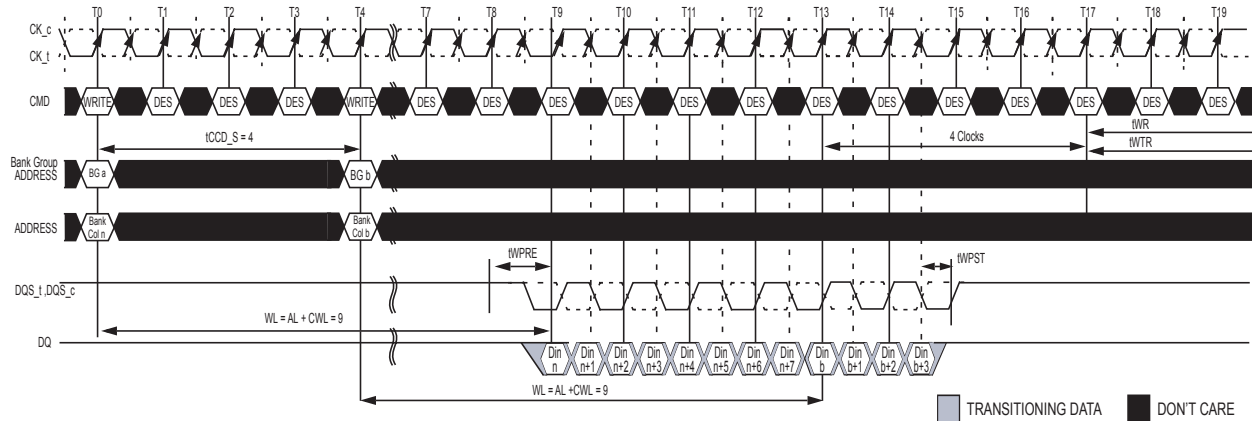 T0 T1 T2 T3 T4 T7 T8 T9 T10 T11 T12 T13 T14 T15 T16 T17 T18 T19
CK_c
CK_t
CMD WRITE DES DES DES WRITE DES DES DES DES DES DES DES DES DES DES DES DES DES
tCCD_S = 4 4 Clocks tWR
tWTR
Bank Group
ADDRESS BG a BG b
ADDRESS Bank Col n Bank Col b
tWPRE tWPST
DQS_t ,DQS_c
WL = AL + CWL = 9
DQ Din n Din n+1 Din n+2 Din n+3 Din n+4 Din n+5 Din n+6 Din n+7 Din b Din b+1 Din b+2 Din b+3
WL = AL +CWL = 9
TRANSITIONING DATA DON'T CARE